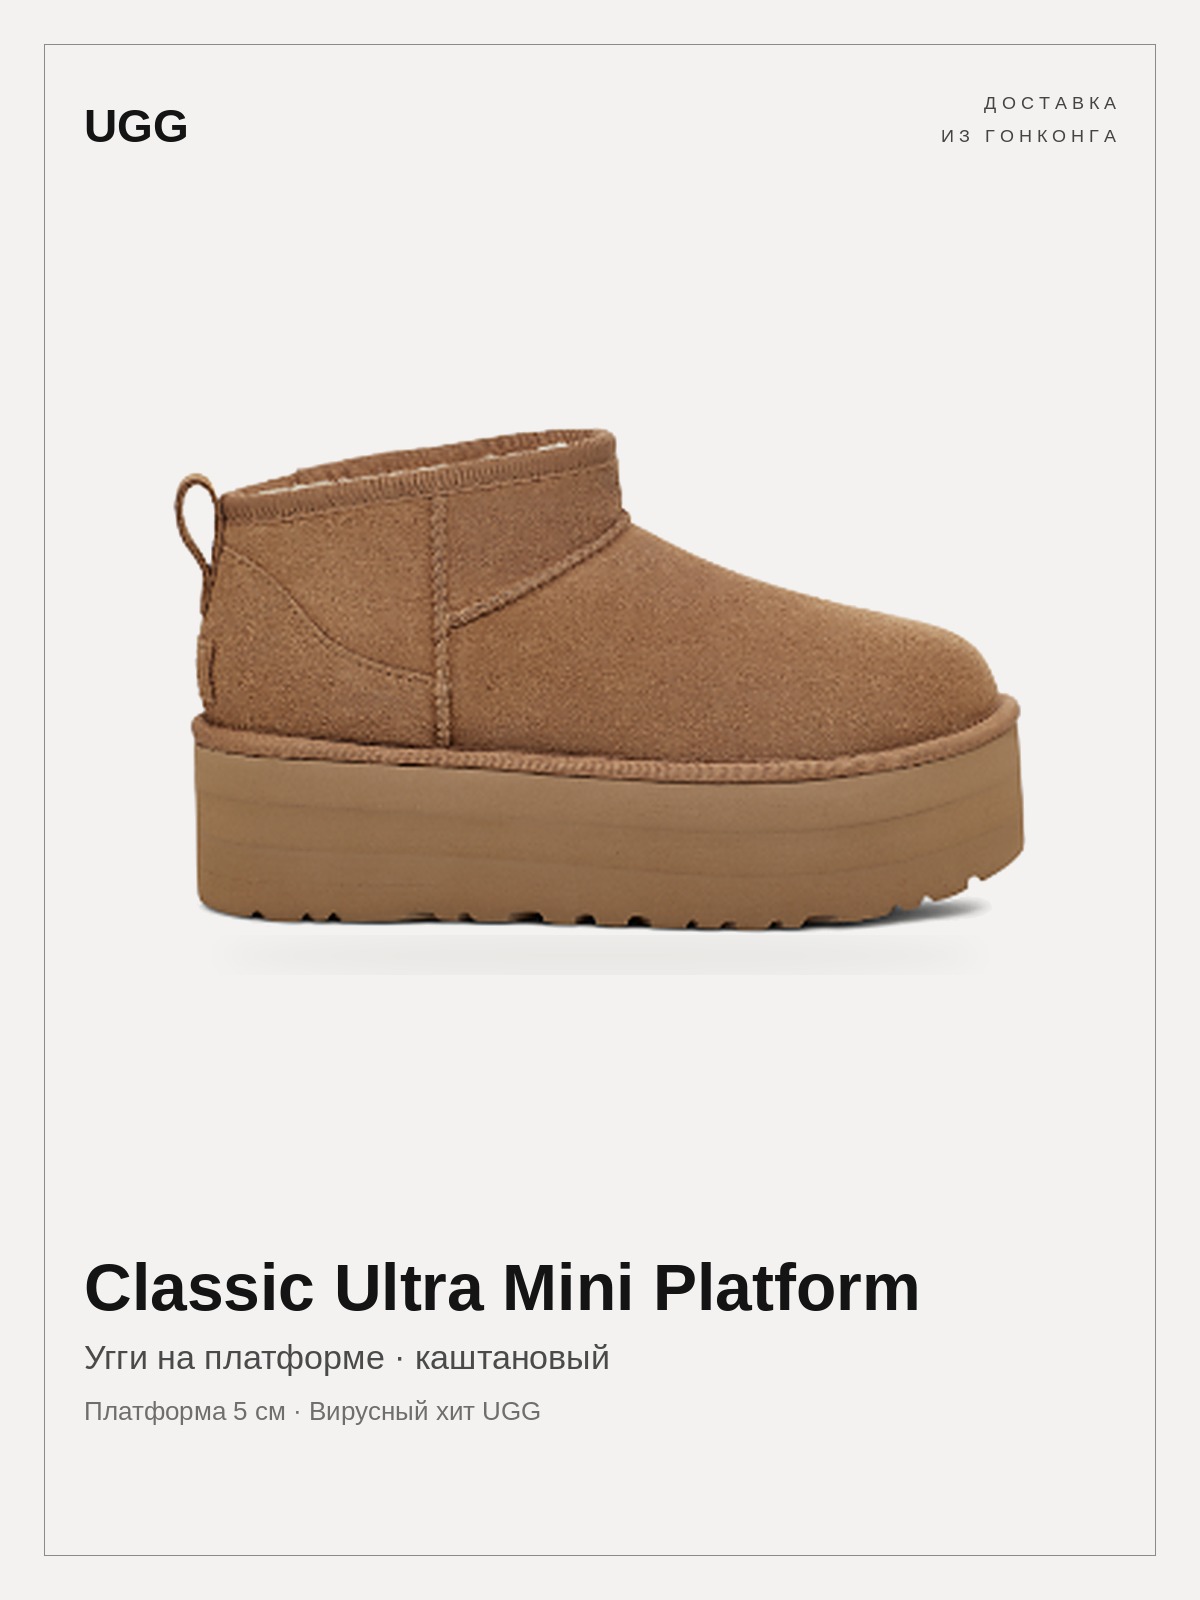 UGG
ДОСТАВКА
ИЗ ГОНКОНГА
Classic Ultra Mini Platform
Угги на платформе · каштановый
Платформа 5 см · Вирусный хит UGG